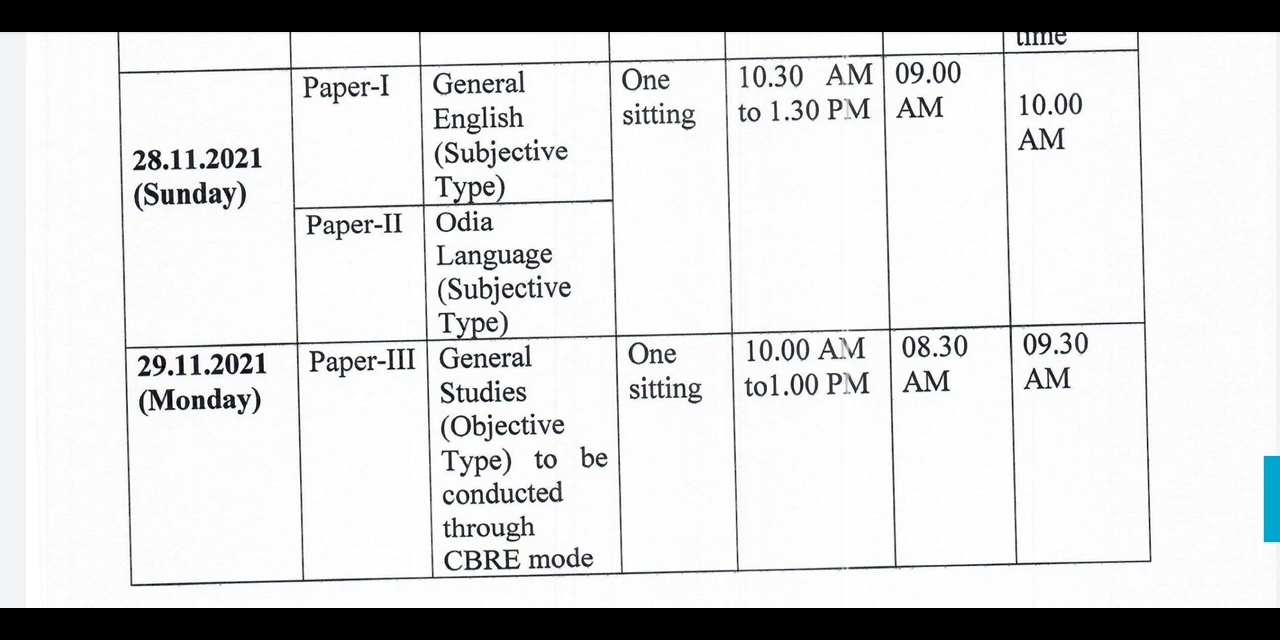 time
28.11.2021
(Sunday)
Paper-I
General
English
(Subjective
Type)
One
sitting
10.30 AM
to 1.30 PM
09.00
AM
10.00
AM
Paper-II
Odia
Language
(Subjective
Type)
29.11.2021
(Monday)
Paper-III
General
Studies
(Objective
Type) to be
conducted
through
CBRE mode
One
sitting
10.00 AM
to1.00 PM
08.30
AM
09.30
AM